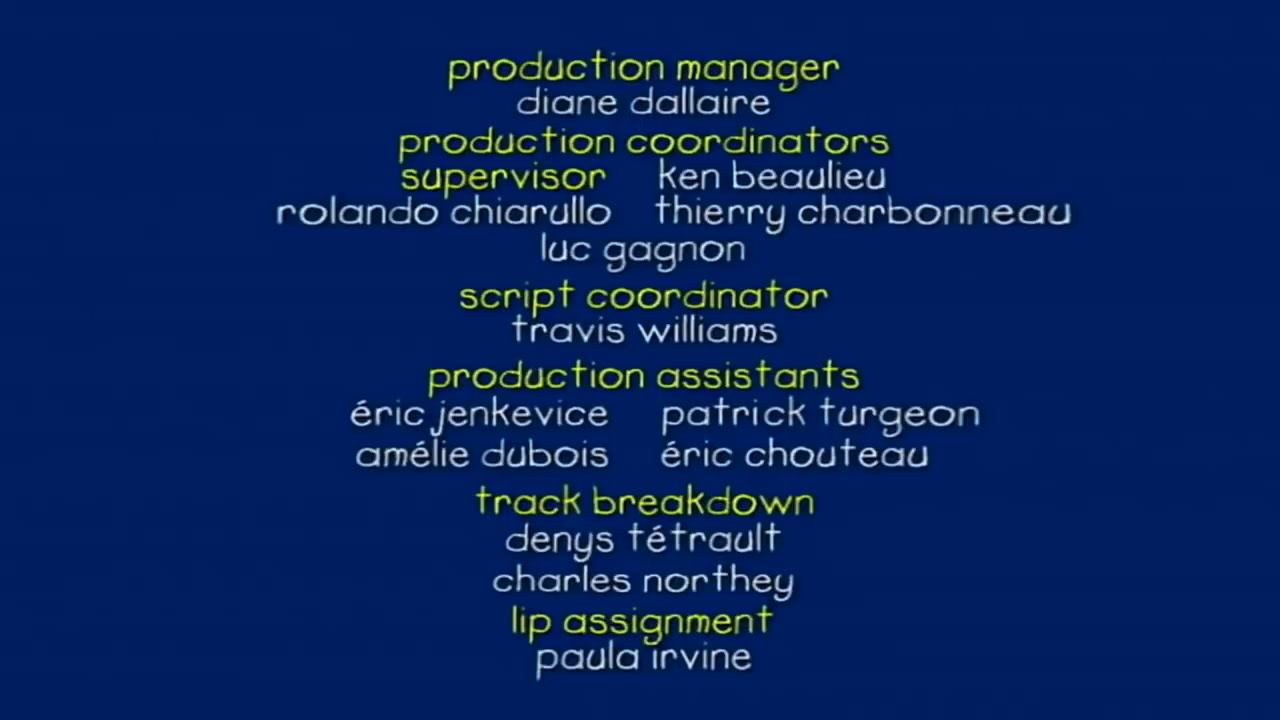 production manager
diane dallaire
production coordinators
supervisor ken beaulieu
rolando chiarullo thierry charbonneau
luc gagnon
script coordinator
travis williams
production assistants
éric jenkevice patrick turgeon
amélie dubois éric chouteau
track breakdown
denys tétrault
charles northey
lip assignment
paula irvine